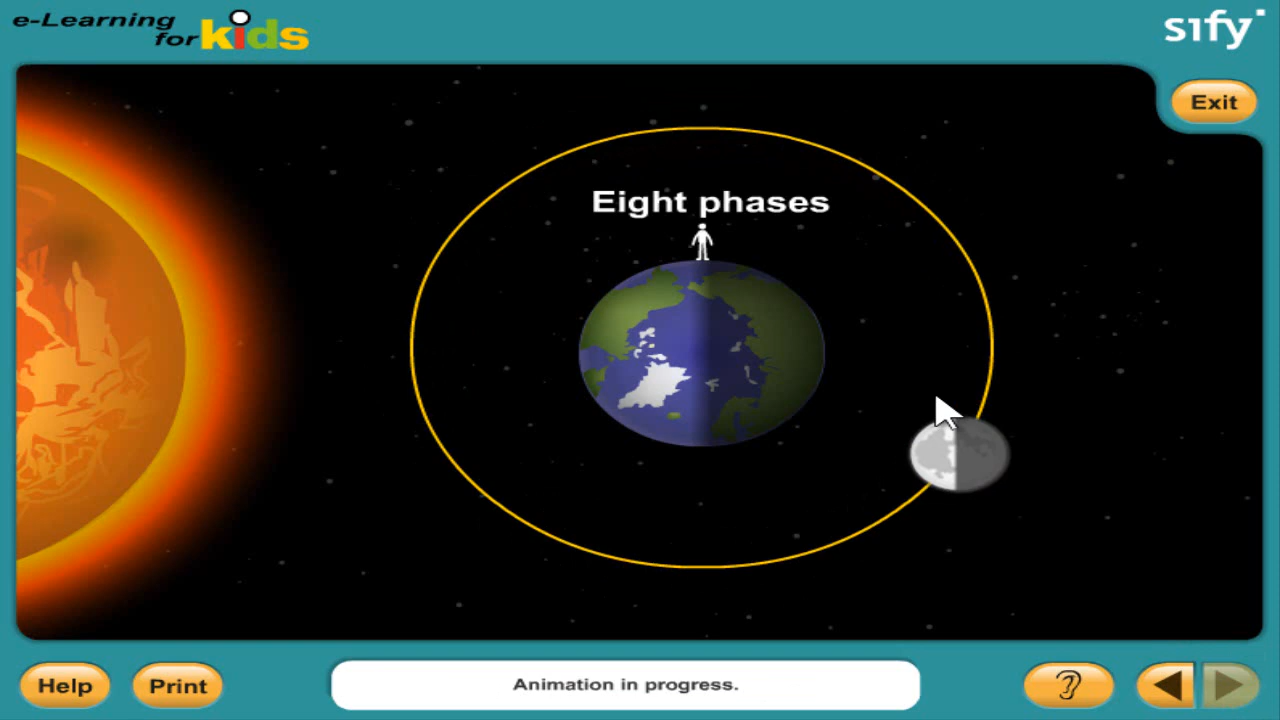 e-Learning
for kids
sify
Exit
Eight phases
Help
Print
Animation in progress.